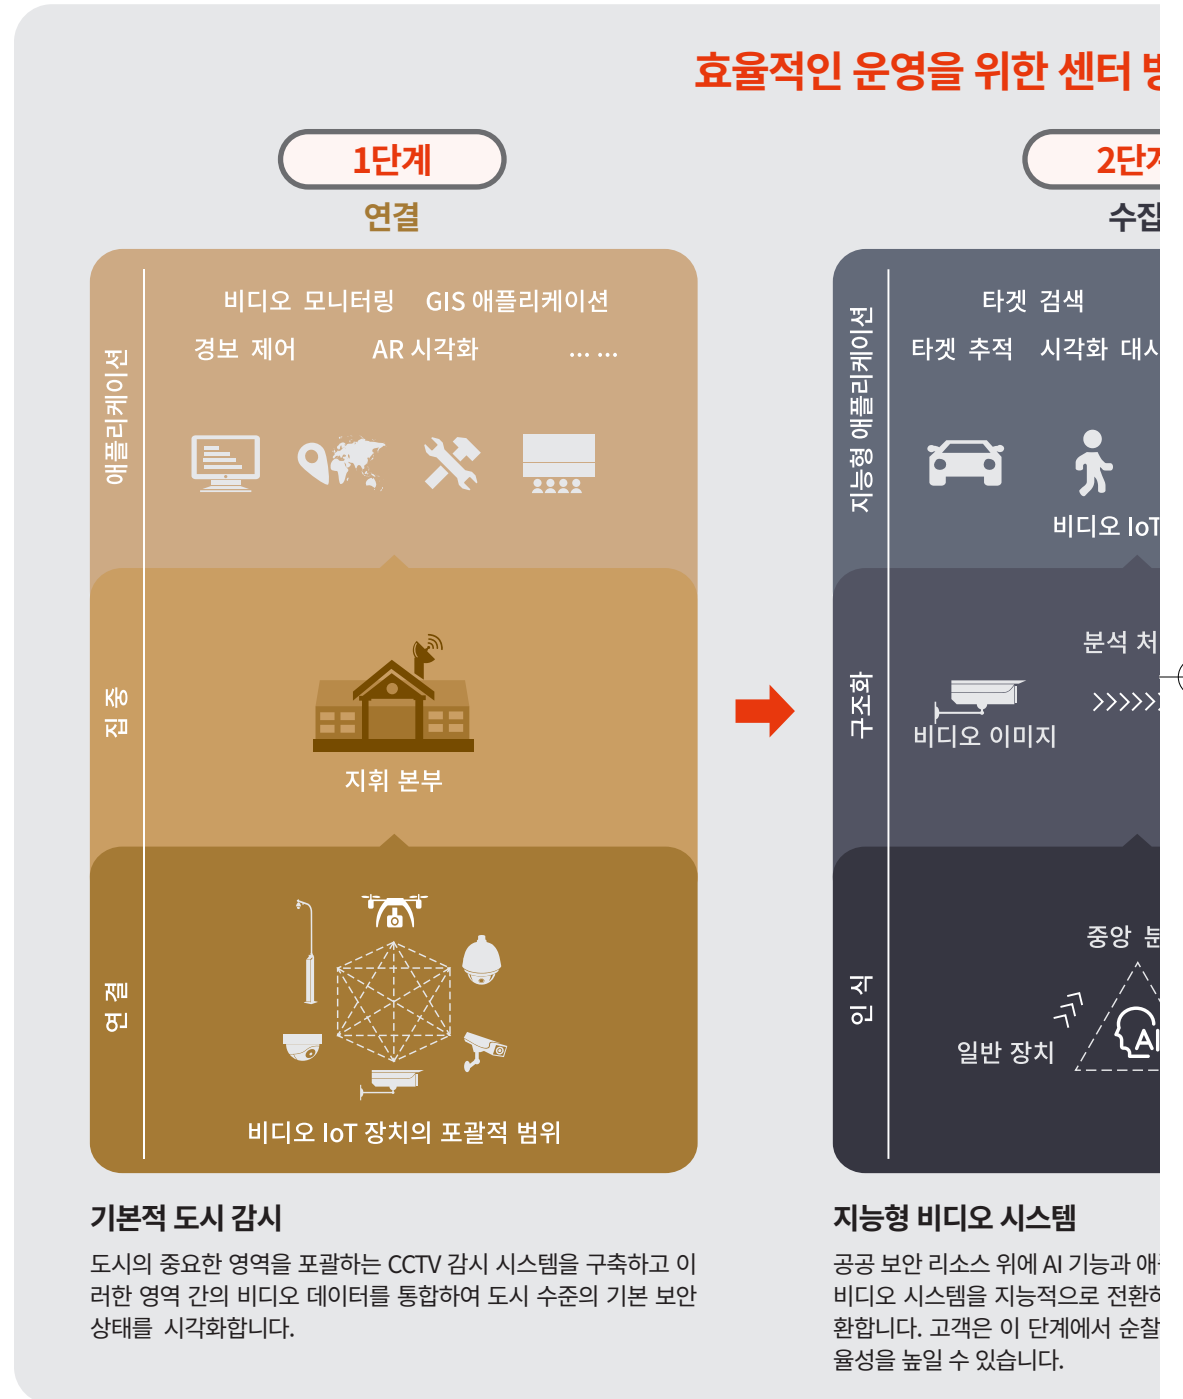 효율적인 운영을 위한 센터
1단계
연결
애플리케이션
비디오 모니터링 GIS 애플리케이션
경보 제어 AR 시각화 ... ...
집중
지휘 본부
연결
비디오 IoT 장치의 포괄적 범위
기본적 도시 감시
도시의 중요한 영역을 포괄하는 CCTV 감시 시스템을 구축하고 이
러한 영역 간의 비디오 데이터를 통합하여 도시 수준의 기본 보안
상태를 시각화합니다.
2단계
수집
지능형 애플리케이션
타겟 검색
타겟 추적 시각화
비디오 IoT
구조화
분석
비디오 이미지
인식
중앙
일반 장치
AI
지능형 비디오 시스템
공공 보안 리소스 위에 AI 기능과
비디오 시스템을 지능적으로
환합니다. 고객은 이 단계에서 순찰
율성을 높일 수 있습니다.